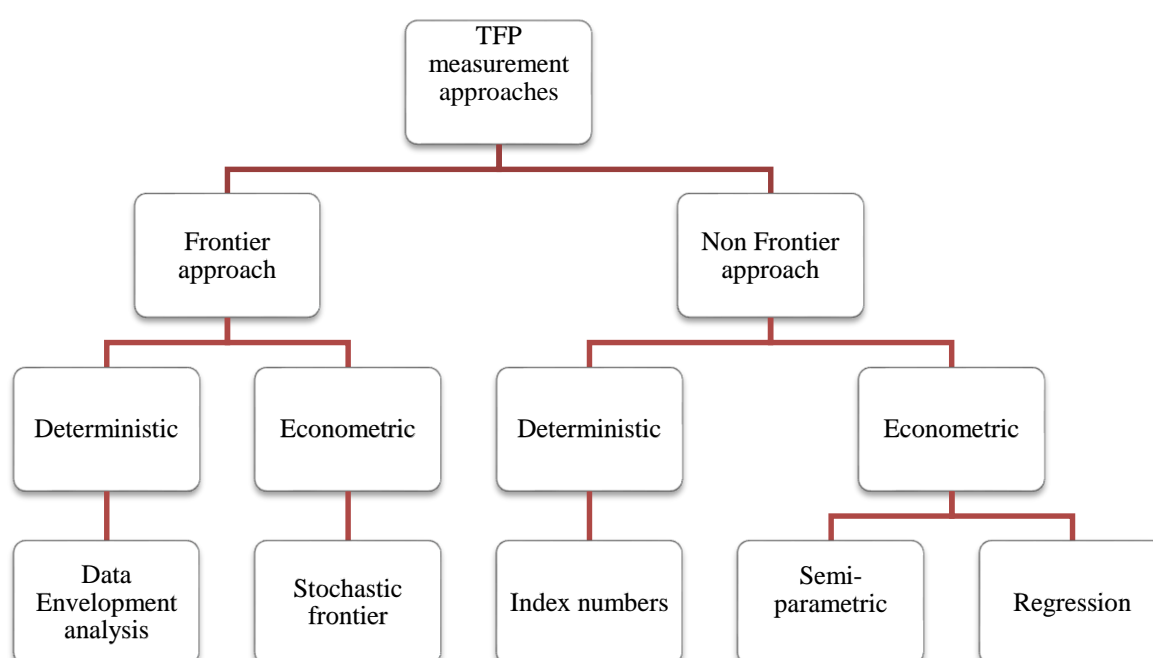 TFP
measurement
approaches
Frontier
approach
Non Frontier
approach
Deterministic
Econometric
Deterministic
Econometric
Data
Envelopment
analysis
Stochastic
frontier
Index numbers
Semi-
parametric
Regression